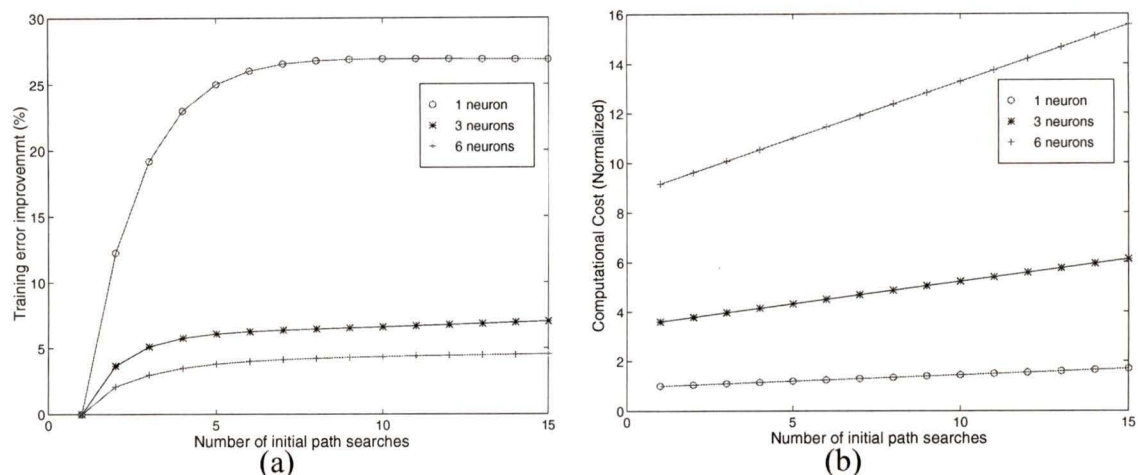 30
25
20
15
10
5
0
Training error improvemrnt (%)
1 neuron
3 neurons
6 neurons
5
10
15
Number of initial path searches
(a)
16
14
12
10
8
6
4
2
0
Computational Cost (Normalized)
1 neuron
3 neurons
6 neurons
0
5
10
15
Number of initial path searches
(b)